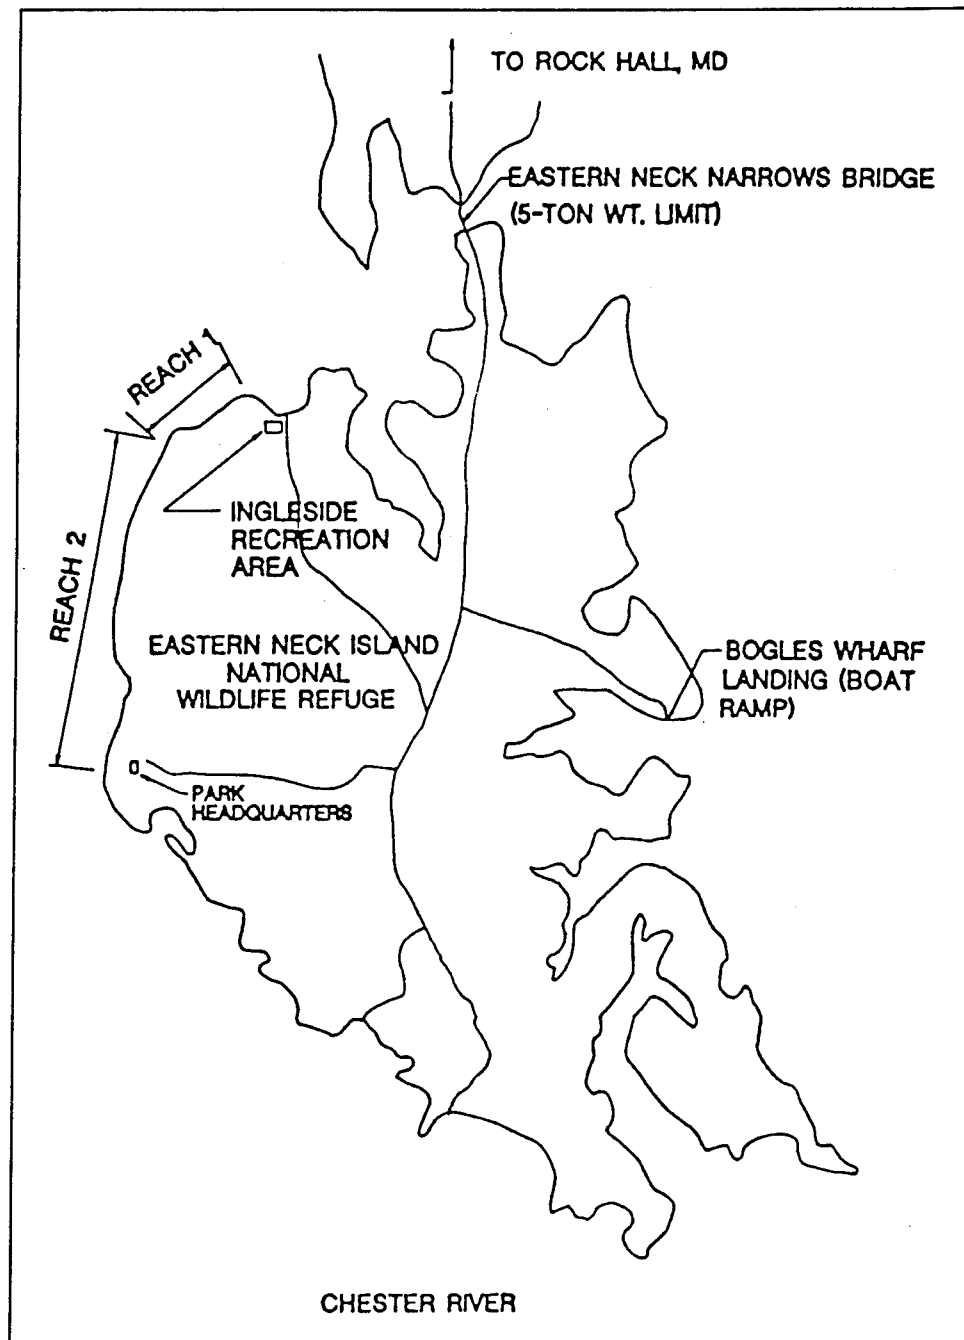 TO ROCK HALL, MD
EASTERN NECK NARROWS BRIDGE
(5-TON WT. LIMIT)
REACH 1
REACH 2
INGLESIDE
RECREATION
AREA
EASTERN NECK ISLAND
NATIONAL
WILDLIFE REFUGE
BOGLES WHARF
LANDING (BOAT
RAMP)
PARK
HEADQUARTERS
CHESTER RIVER